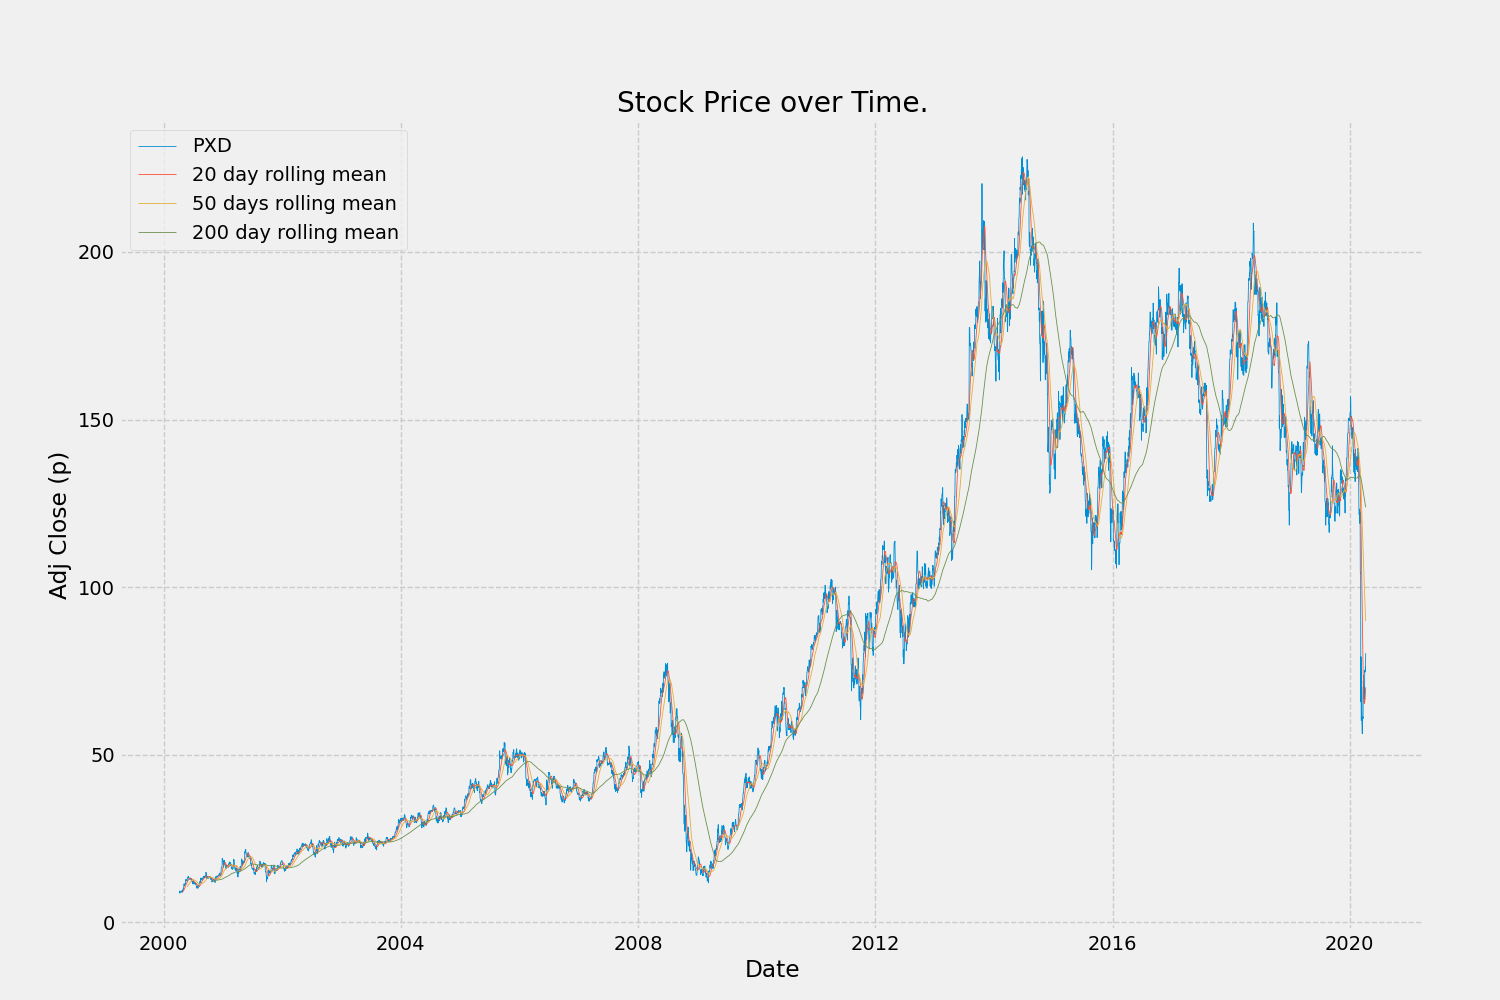 Stock Price over Time.
PXD
20 day rolling mean
50 days rolling mean
200 day rolling mean
Adj Close (p)
200
150
100
50
0
2000 2004 2008 2012 2016 2020
Date